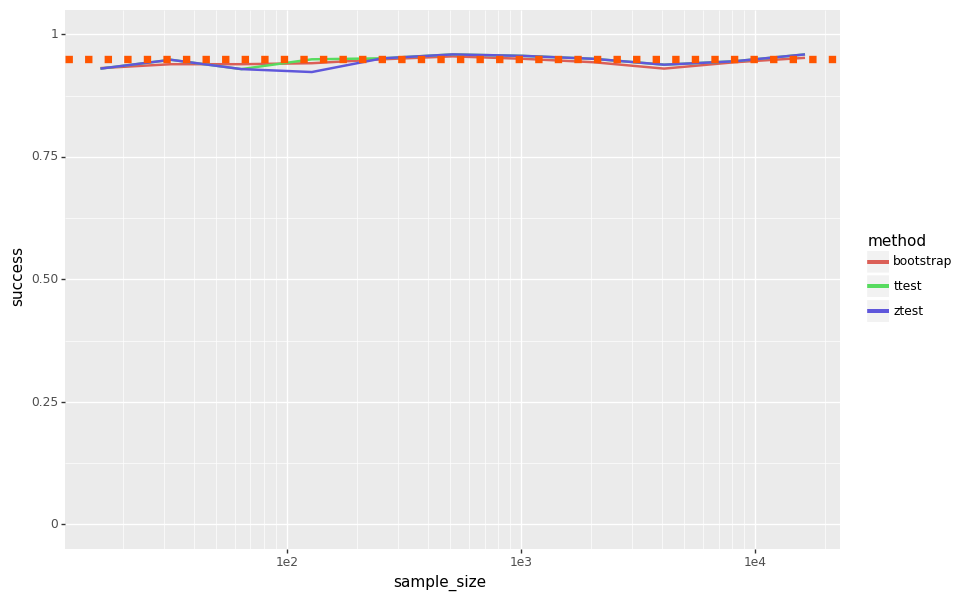 1
0.75
0.50
0.25
0
success
1e2
1e3
1e4
sample_size
method
bootstrap
ttest
ztest